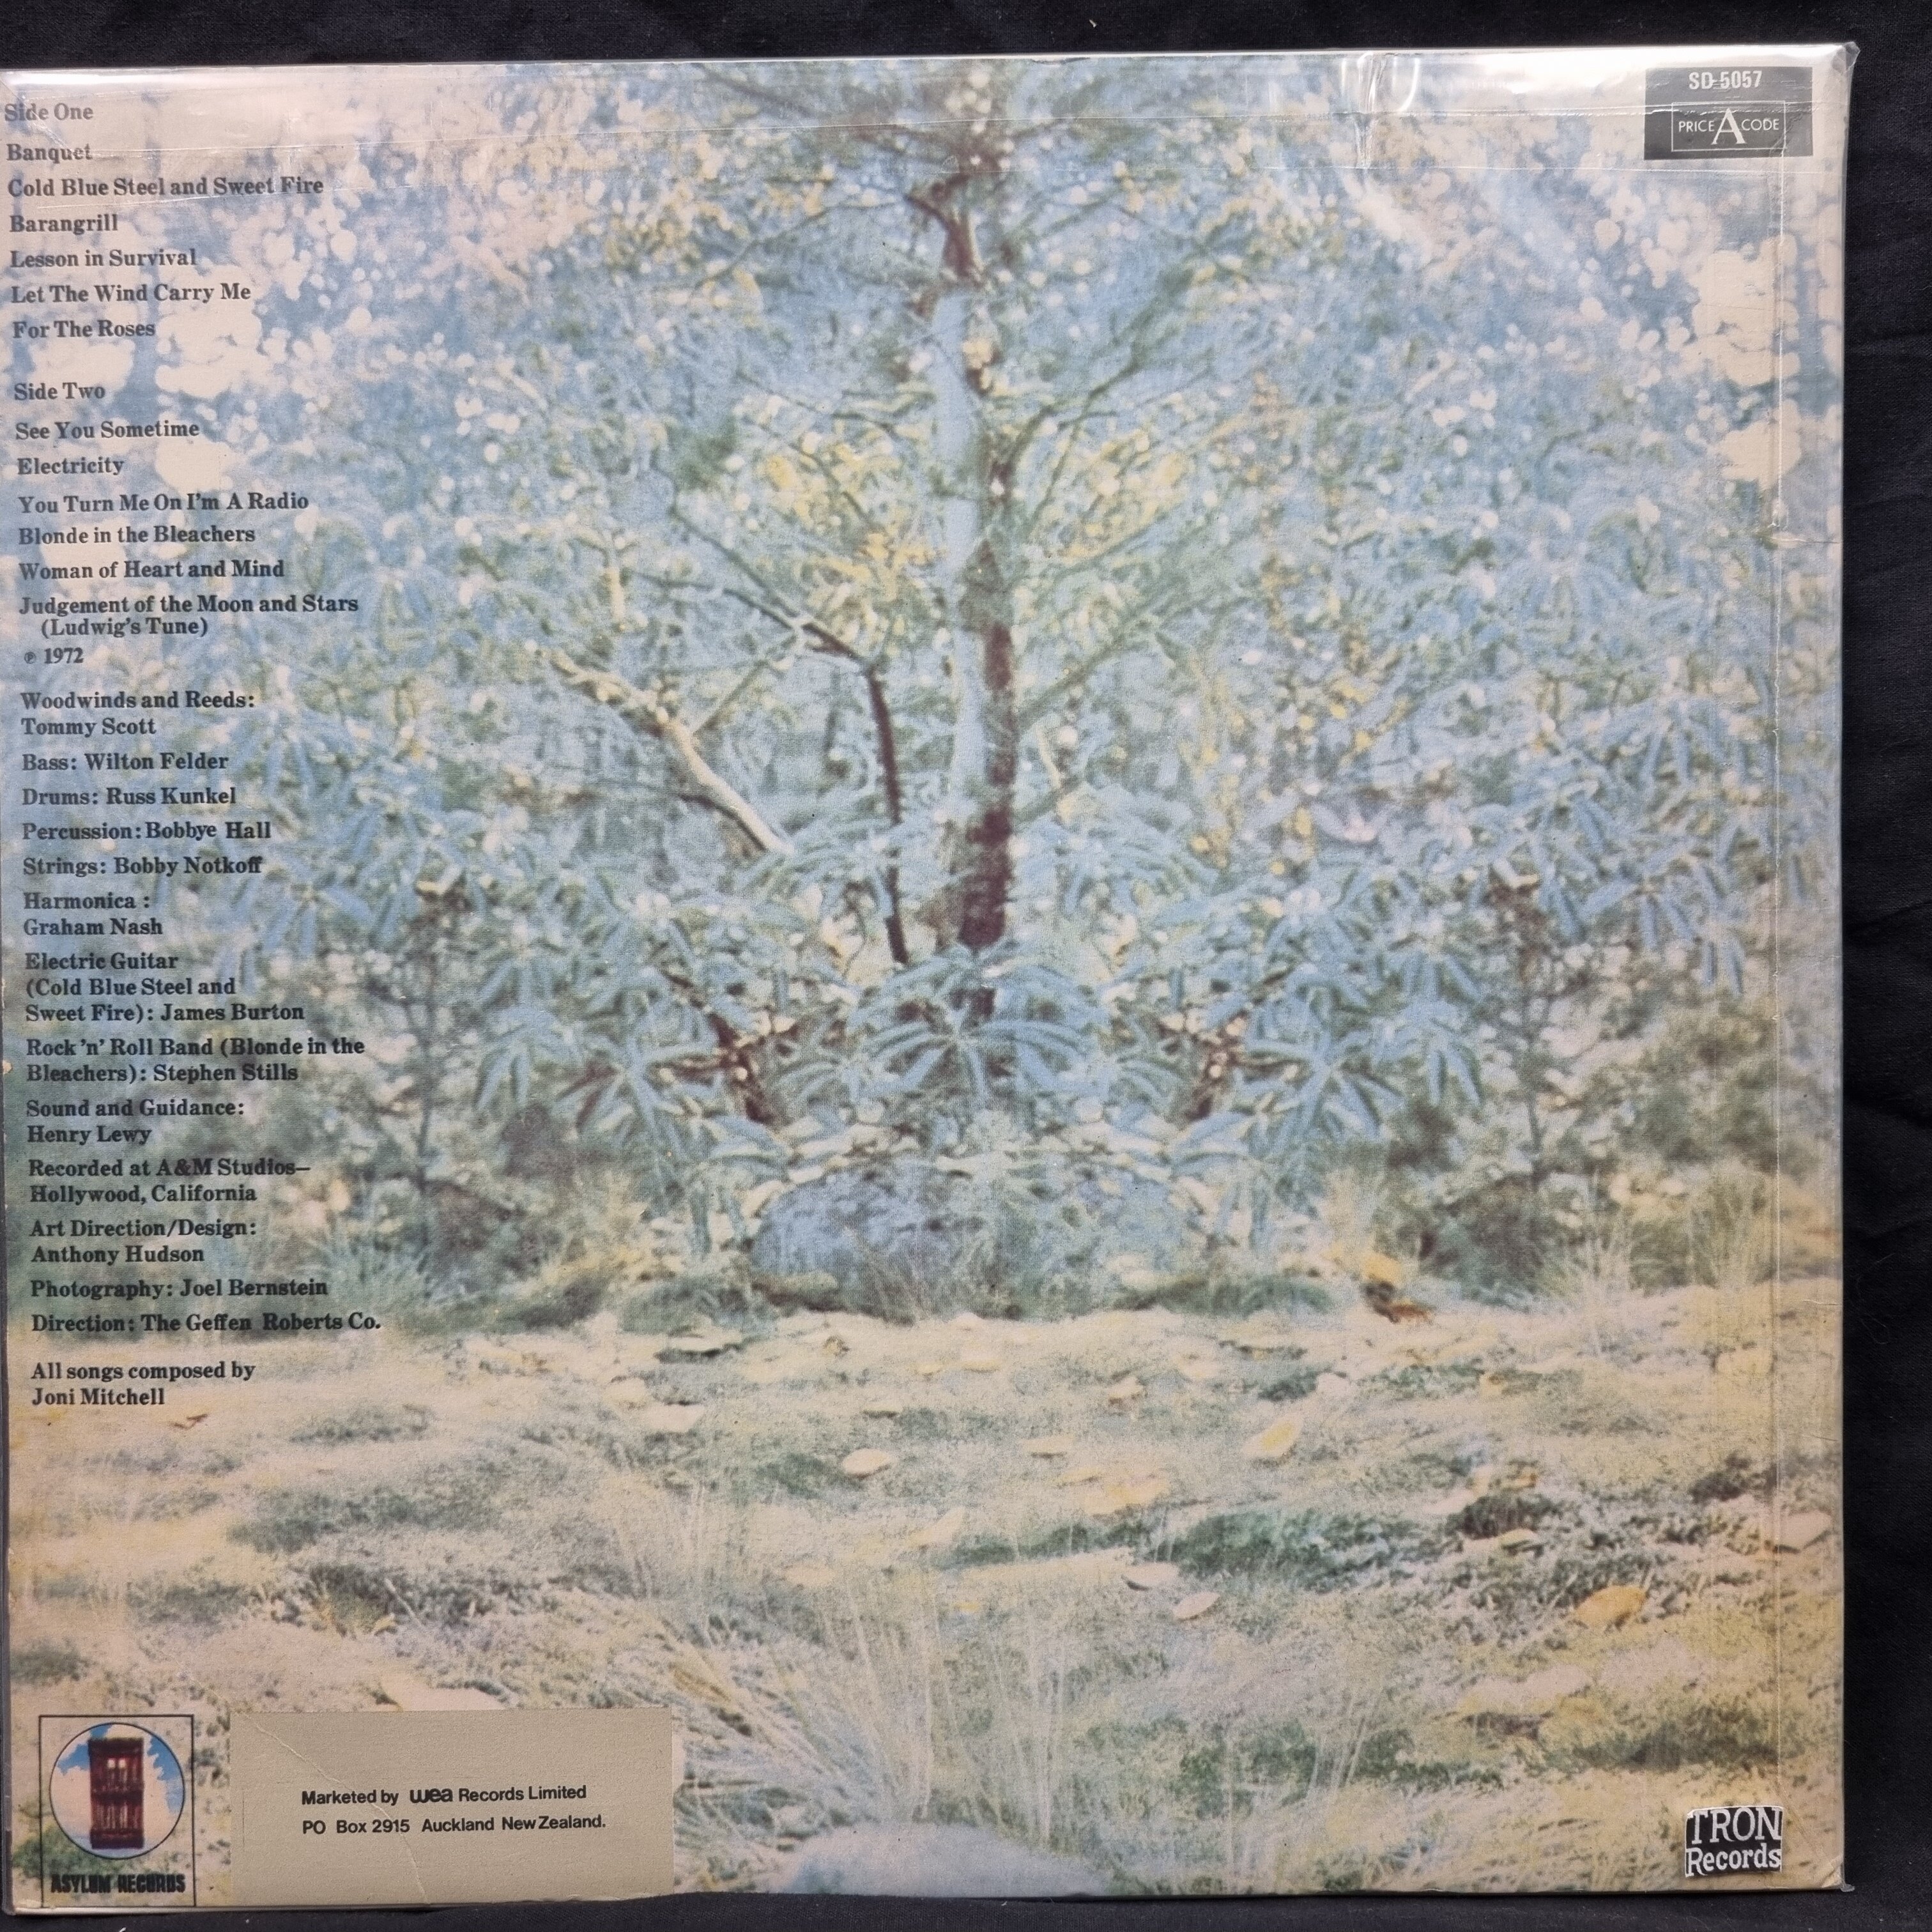 SD-5057
PRICE A CODE
Side One
Banquet
Cold Blue Steel and Sweet Fire
Barangrill
Lesson in Survival
Let The Wind Carry Me
For The Roses
Side Two
See You Sometime
Electricity
You Turn Me On I'm A Radio
Blonde in the Bleachers
Woman of Heart and Mind
Judgement of the Moon and Stars
(Ludwig's Tune)
℗ 1972
Woodwinds and Reeds:
Tommy Scott
Bass: Wilton Felder
Drums: Russ Kunkel
Percussion: Bobbye Hall
Strings: Bobby Notkoff
Harmonica :
Graham Nash
Electric Guitar
(Cold Blue Steel and
Sweet Fire): James Burton
Rock 'n' Roll Band (Blonde in the
Bleachers): Stephen Stills
Sound and Guidance:
Henry Lewy
Recorded at A&M Studios—
Hollywood, California
Art Direction/Design:
Anthony Hudson
Photography: Joel Bernstein
Direction: The Geffen Roberts Co.
All songs composed by
Joni Mitchell
ASYLUM RECORDS
Marketed by wea Records Limited
PO Box 2915 Auckland New Zealand.
TRON
Records